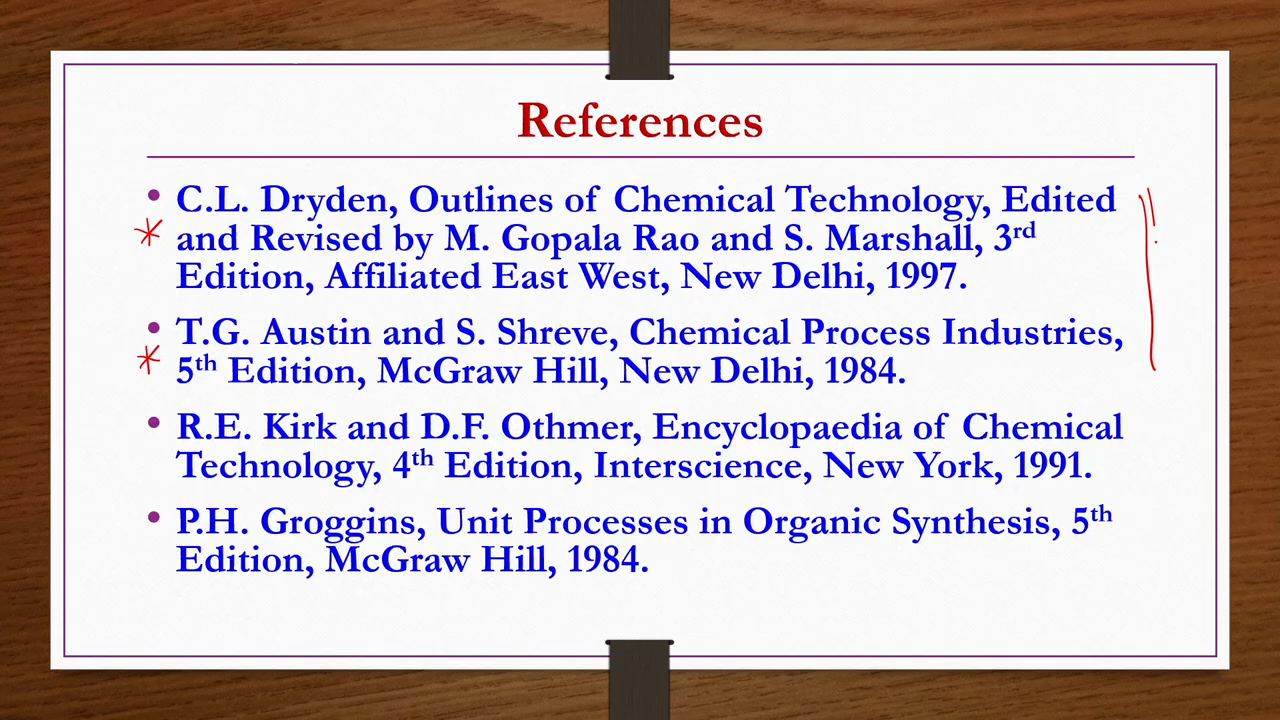 References
• C.L. Dryden, Outlines of Chemical Technology, Edited
and Revised by M. Gopala Rao and S. Marshall, 3rd
Edition, Affiliated East West, New Delhi, 1997.
• T.G. Austin and S. Shreve, Chemical Process Industries,
5th Edition, McGraw Hill, New Delhi, 1984.
• R.E. Kirk and D.F. Othmer, Encyclopaedia of Chemical
Technology, 4th Edition, Interscience, New York, 1991.
• P.H. Groggins, Unit Processes in Organic Synthesis, 5th
Edition, McGraw Hill, 1984.